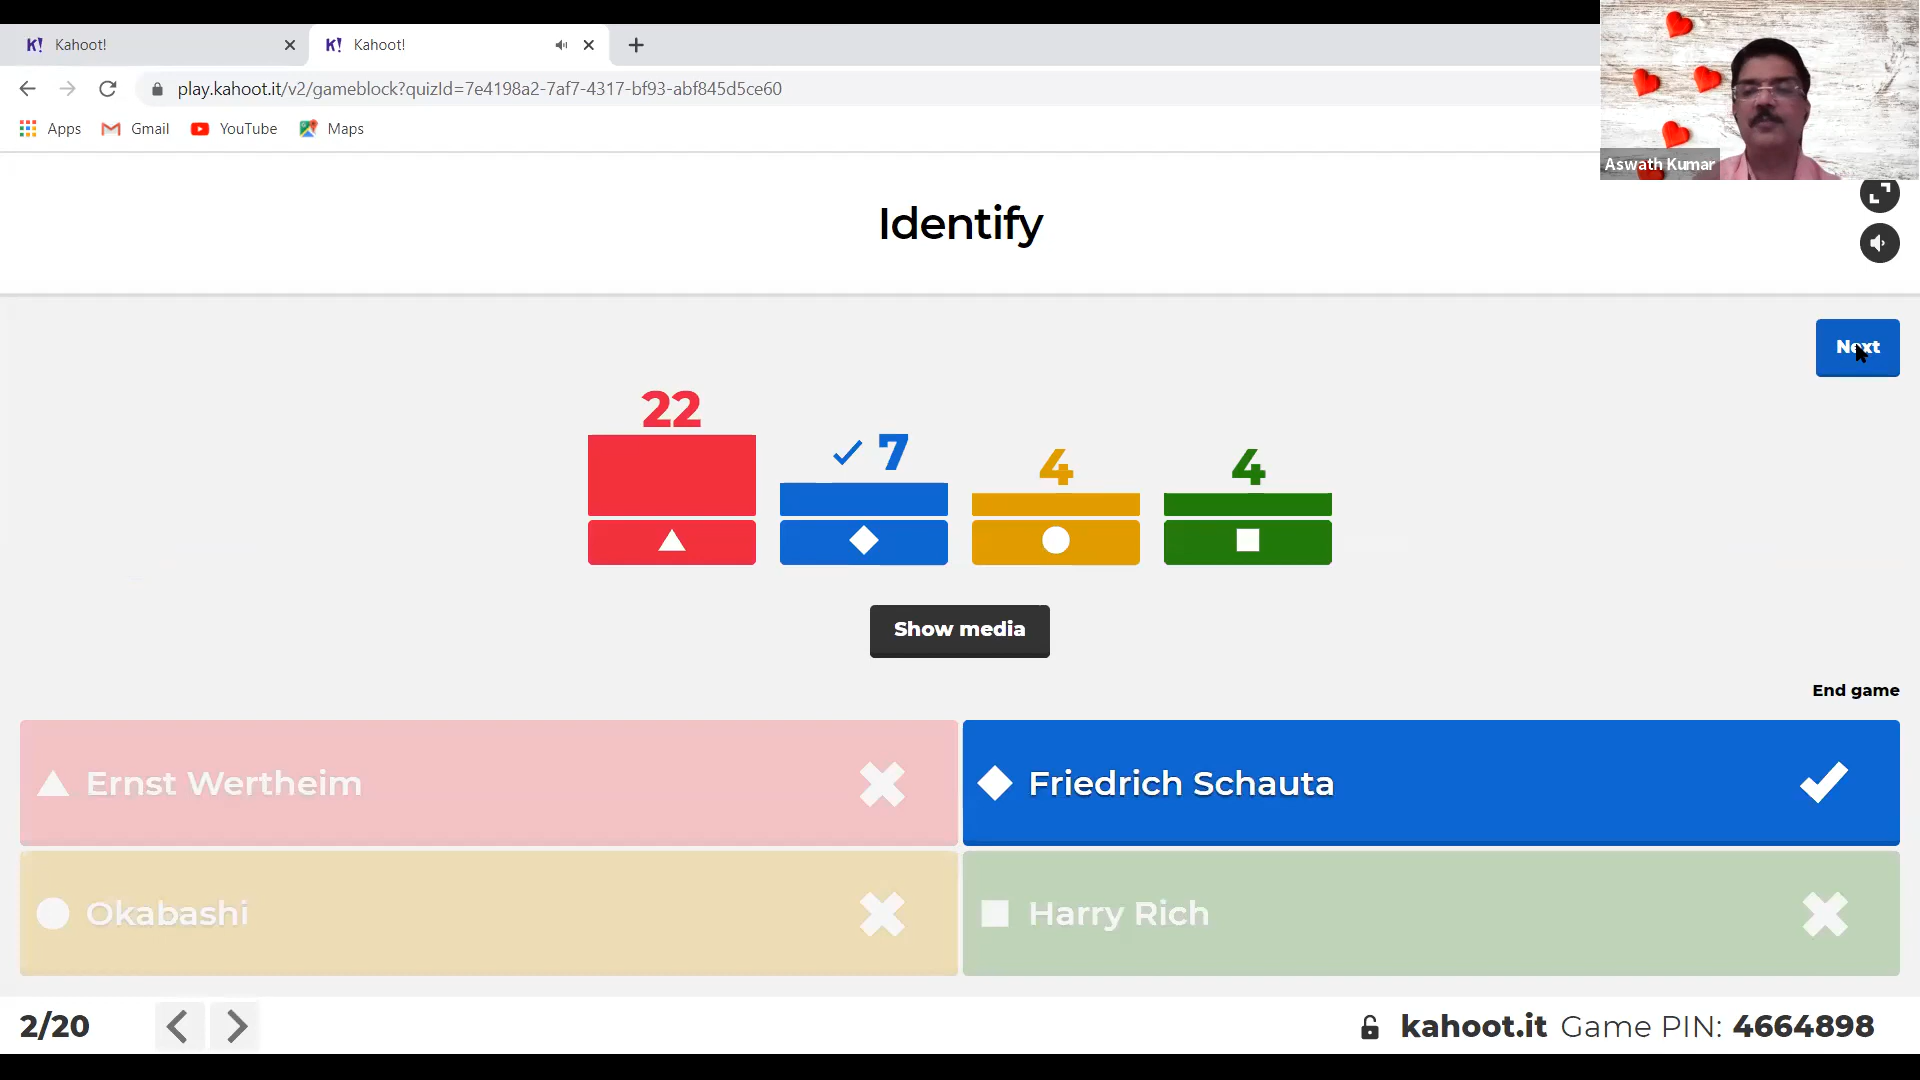 K! Kahoot!
K! Kahoot!
play.kahoot.it/v2/gameblock?quizId=7e4198a2-7af7-4317-bf93-abf845d5ce60
Apps
Gmail
YouTube
Maps
Aswath Kumar
Identify
Next
22
7
4
4
Show media
End game
Ernst Wertheim
Friedrich Schauta
Okabashi
Harry Rich
2/20
kahoot.it Game PIN: 4664898